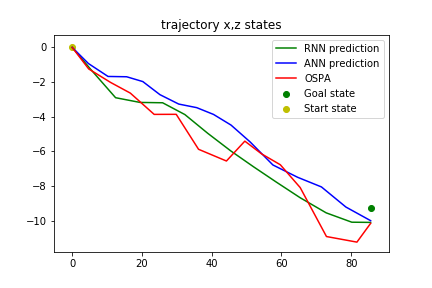 trajectory x,z states
RNN prediction
ANN prediction
OSPA
Goal state
Start state
0
−2
−4
−6
−8
−10
0 20 40 60 80